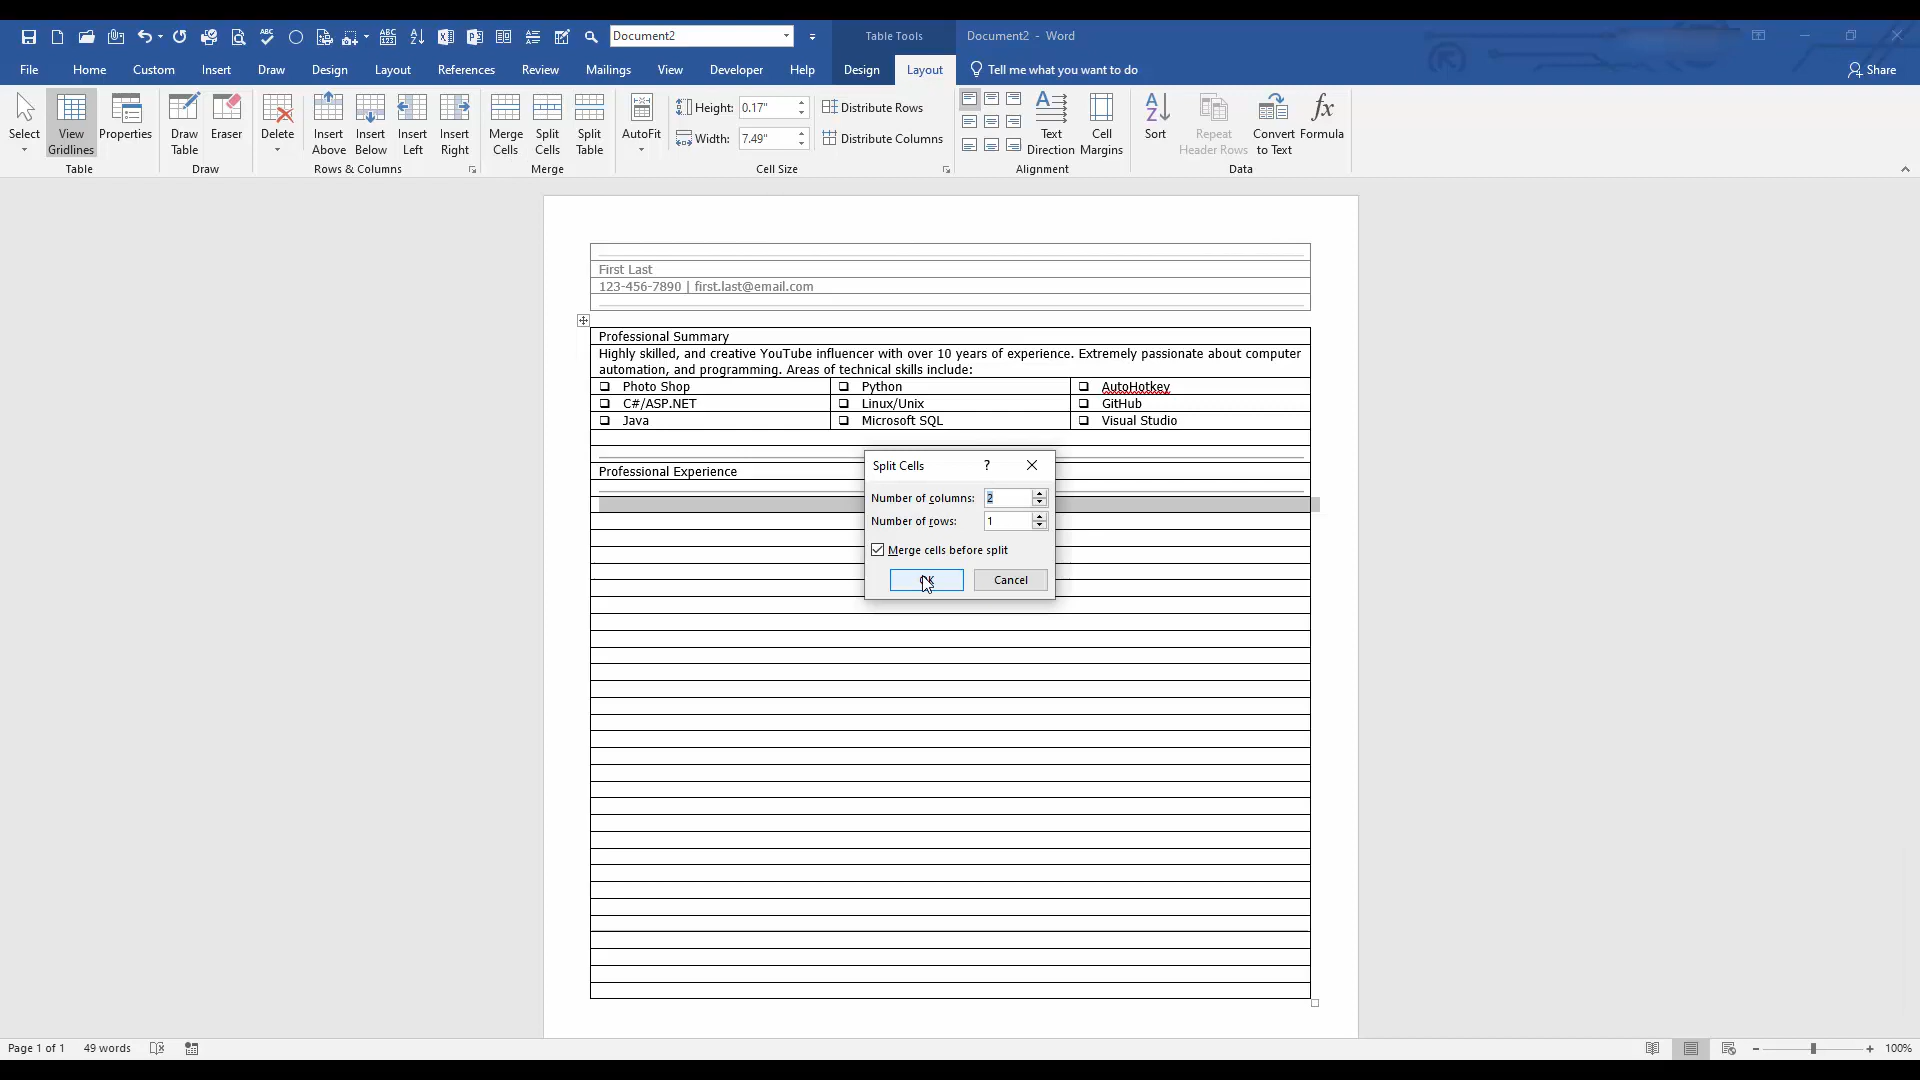 Document2
Table Tools
Document2 - Word
File Home Custom Insert Draw Design Layout References Mailings Review View Developer Help Design Layout Tell me what you want to do Share
Select
View Gridlines
Properties
Table
Draw Table
Eraser
Draw
Delete
Insert Above
Insert Below
Insert Left
Insert Right
Rows & Columns
Merge Cells
Split Cells
Split Table
Merge
AutoFit
Height: 0.17"
Width: 7.49"
Distribute Rows
Distribute Columns
Cell Size
Text Direction
Cell Margins
Alignment
Sort
Repeat Header Rows
Convert to Text
Formula
Data
First Last
123-456-7890 | first.last@email.com
Professional Summary
Highly skilled, and creative YouTube influencer with over 10 years of experience. Extremely passionate about computer
automation, and programming. Areas of technical skills include:
Photo Shop Python AutoHotkey
C#/ASP.NET Linux/Unix GitHub
Java Microsoft SQL Visual Studio
Professional Experience
Split Cells ?
Number of columns: 2
Number of rows: 1
Merge cells before split
OK Cancel
Page 1 of 1 49 words 100%